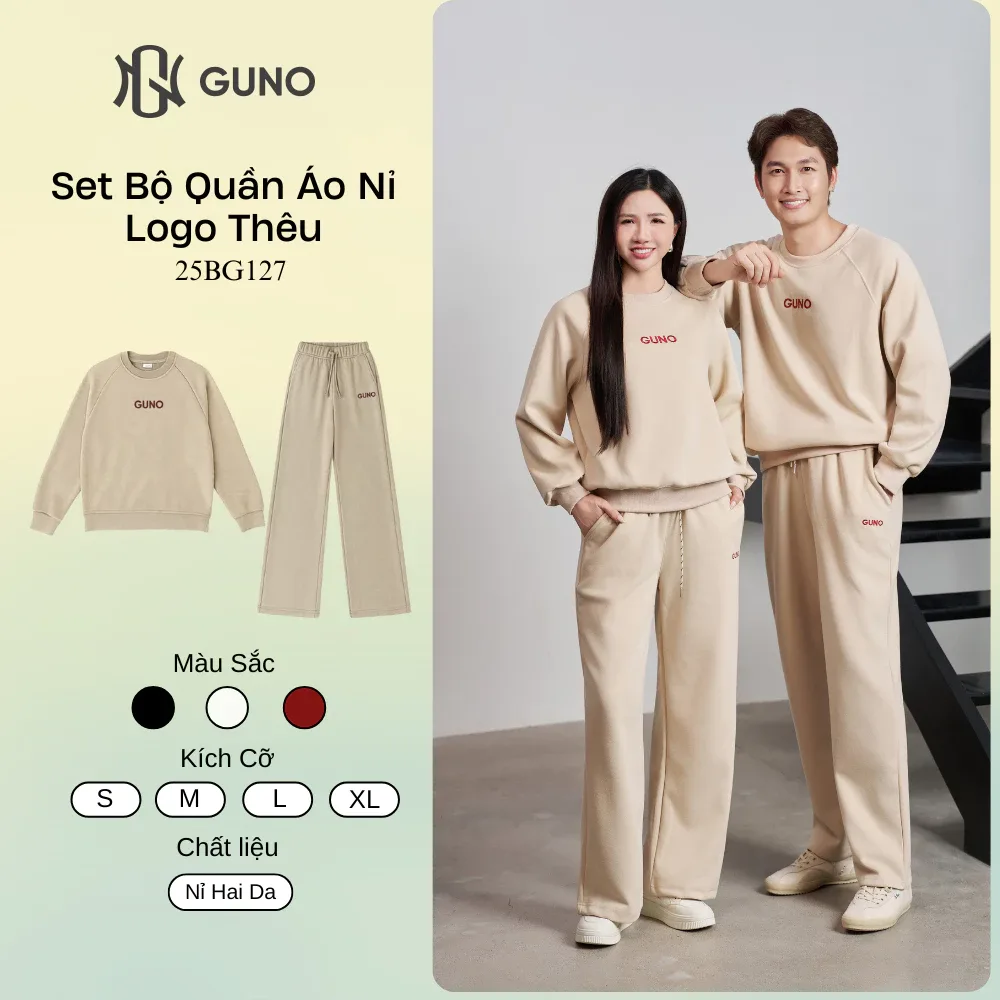 GUNO
Set Bộ Quần Áo Nỉ
Logo Thêu
25BG127
GUNO
GUNO
Màu Sắc
Kích Cỡ
S M L XL
Chất liệu
Nỉ Hai Da
GUNO
GUNO
GUNO
GUNO